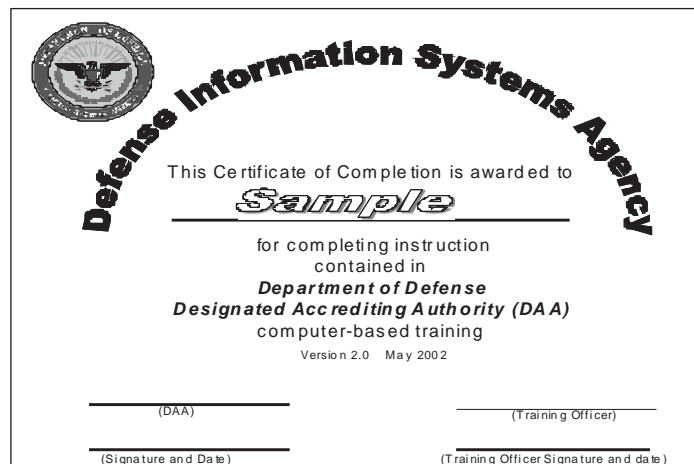 Defense Information Systems Agency
This Certificate of Completion is awarded to
Sample
for completing instruction
contained in
Department of Defense
Designated Accrediting Authority (DAA)
computer-based training
Version 2.0 May 2002
(DAA)
(Training Officer)
(Signature and Date)
(Training Officer Signature and date)